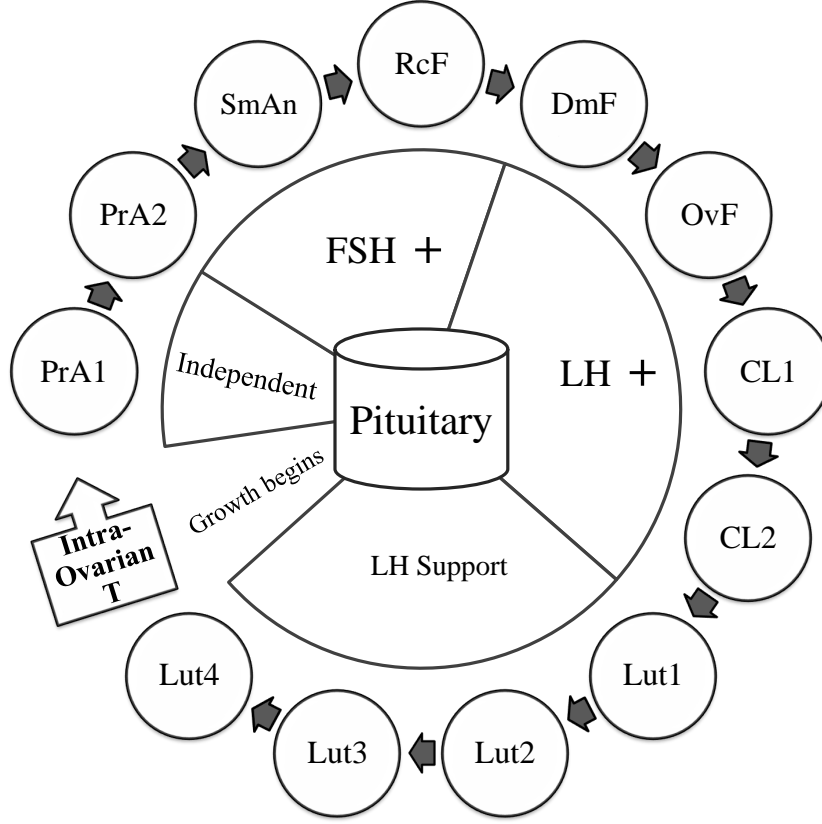 RcF
SmAn
DmF
PrA2
OvF
FSH +
PrA1
Independent
LH +
CL1
Pituitary
Growth begins
Intra-
Ovarian
T
CL2
LH Support
Lut4
Lut1
Lut3
Lut2